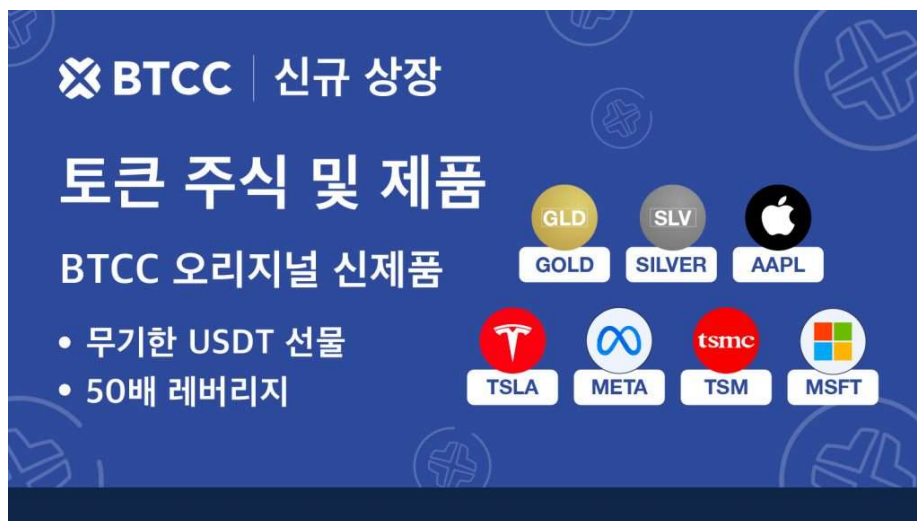 BTCC | 신규 상장
토큰 주식 및 제품
BTCC 오리지널 신제품
• 무기한 USDT 선물
• 50배 레버리지
GLD SLV
GOLD SILVER AAPL
tsmc
TSLA META TSM MSFT